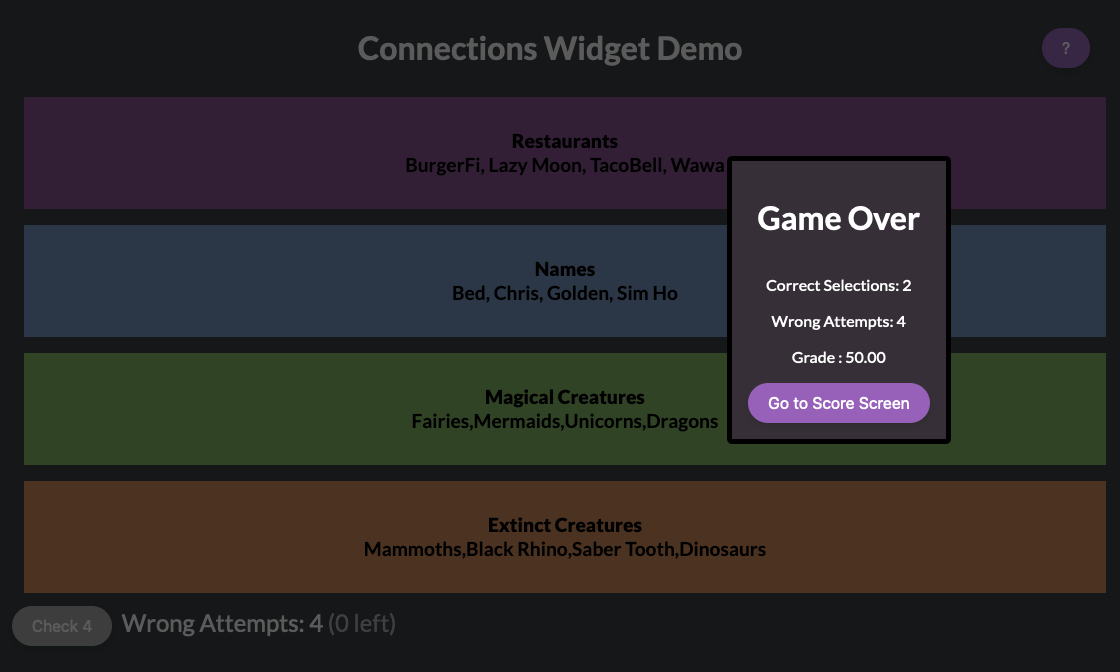 Connections Widget Demo
?
Restaurants
BurgerFi, Lazy Moon, TacoBell, Wawa
Names
Bed, Chris, Golden, Sim Ho
Magical Creatures
Fairies,Mermaids,Unicorns,Dragons
Extinct Creatures
Mammoths,Black Rhino,Saber Tooth,Dinosaurs
Game Over
Correct Selections: 2
Wrong Attempts: 4
Grade : 50.00
Go to Score Screen
Check 4
Wrong Attempts: 4 (0 left)